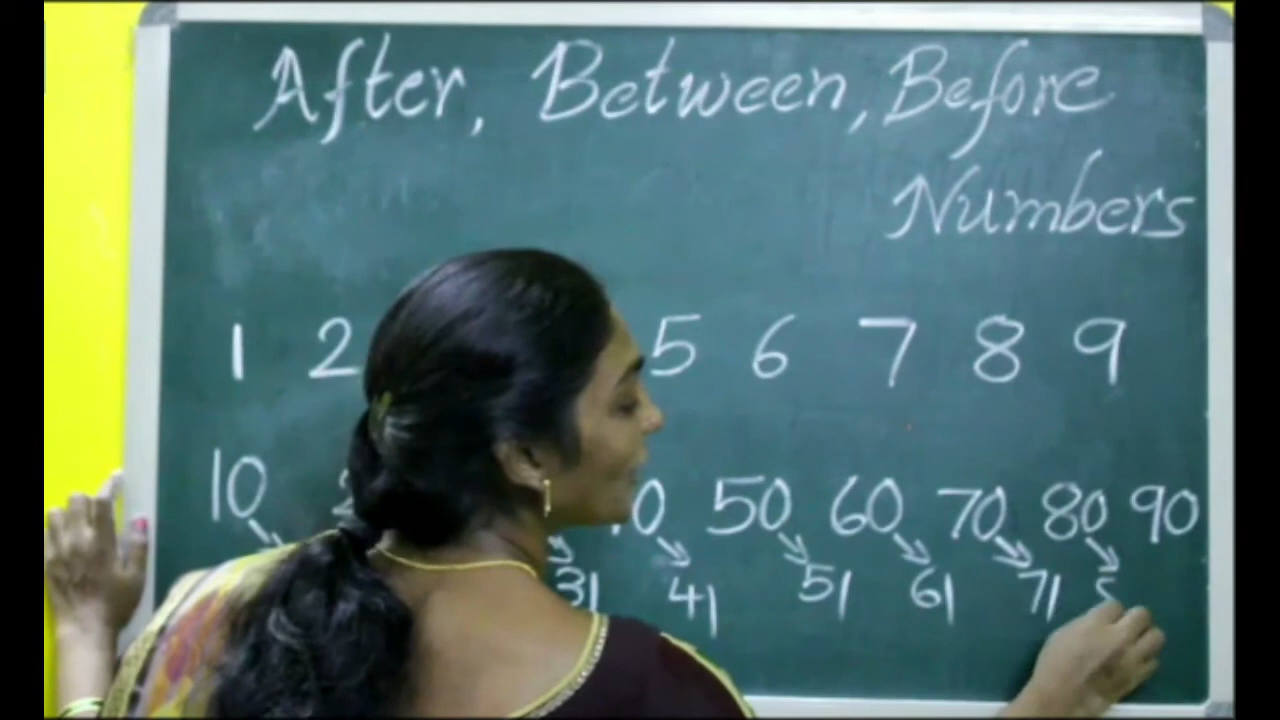 After, Between, Before
Numbers
1 2 5 6 7 8 9
10 50 60 70 80 90
31 41 51 61 71